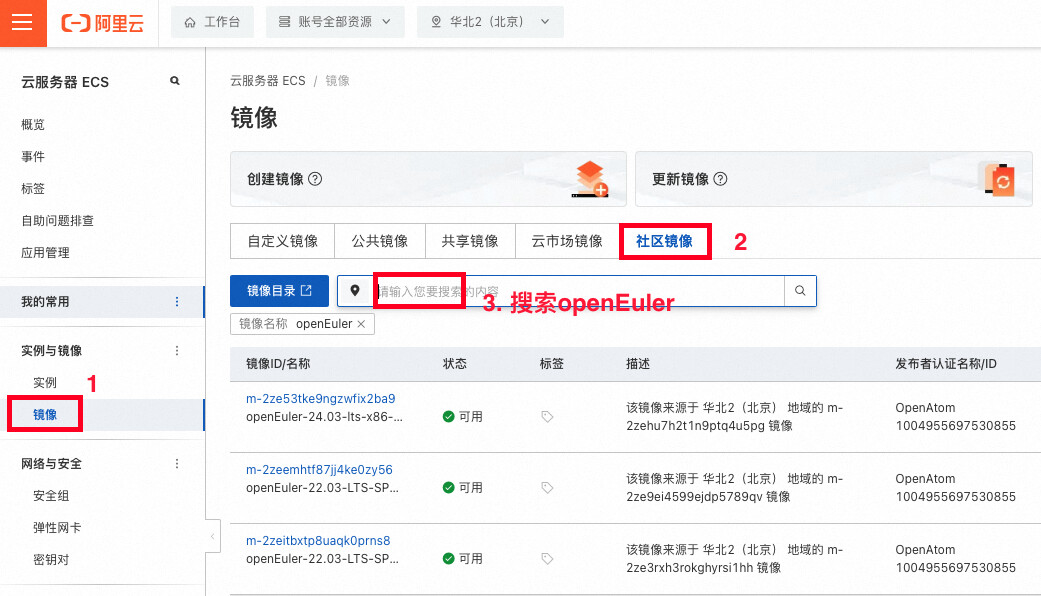 阿里云 工作台 账号全部资源 华北2（北京）
云服务器 ECS
概览
事件
标签
自助问题排查
应用管理
我的常用
实例与镜像
实例 1
镜像
网络与安全
安全组
弹性网卡
密钥对
云服务器 ECS / 镜像
镜像
创建镜像 更新镜像
自定义镜像 公共镜像 共享镜像 云市场镜像 社区镜像 2
镜像目录 请输入您要搜索的内容
3. 搜索openEuler
镜像名称 openEuler
镜像ID/名称 状态 标签 描述 发布者认证名称/ID
m-2ze53tke9ngzwfix2ba9
openEuler-24.03-lts-x86-...
可用
该镜像来源于 华北2（北京） 地域的 m-
2zehu7h2t1n9ptq4u5pg 镜像
OpenAtom
1004955697530855
m-2zeemhtf87jj4ke0zy56
openEuler-22.03-LTS-SP...
可用
该镜像来源于 华北2（北京） 地域的 m-
2ze9ei4599ejdp5789qv 镜像
OpenAtom
1004955697530855
m-2zeitbxtp8uaqk0prns8
openEuler-22.03-LTS-SP...
可用
该镜像来源于 华北2（北京） 地域的 m-
2ze3rxh3rokghyrsi1hh 镜像
OpenAtom
1004955697530855